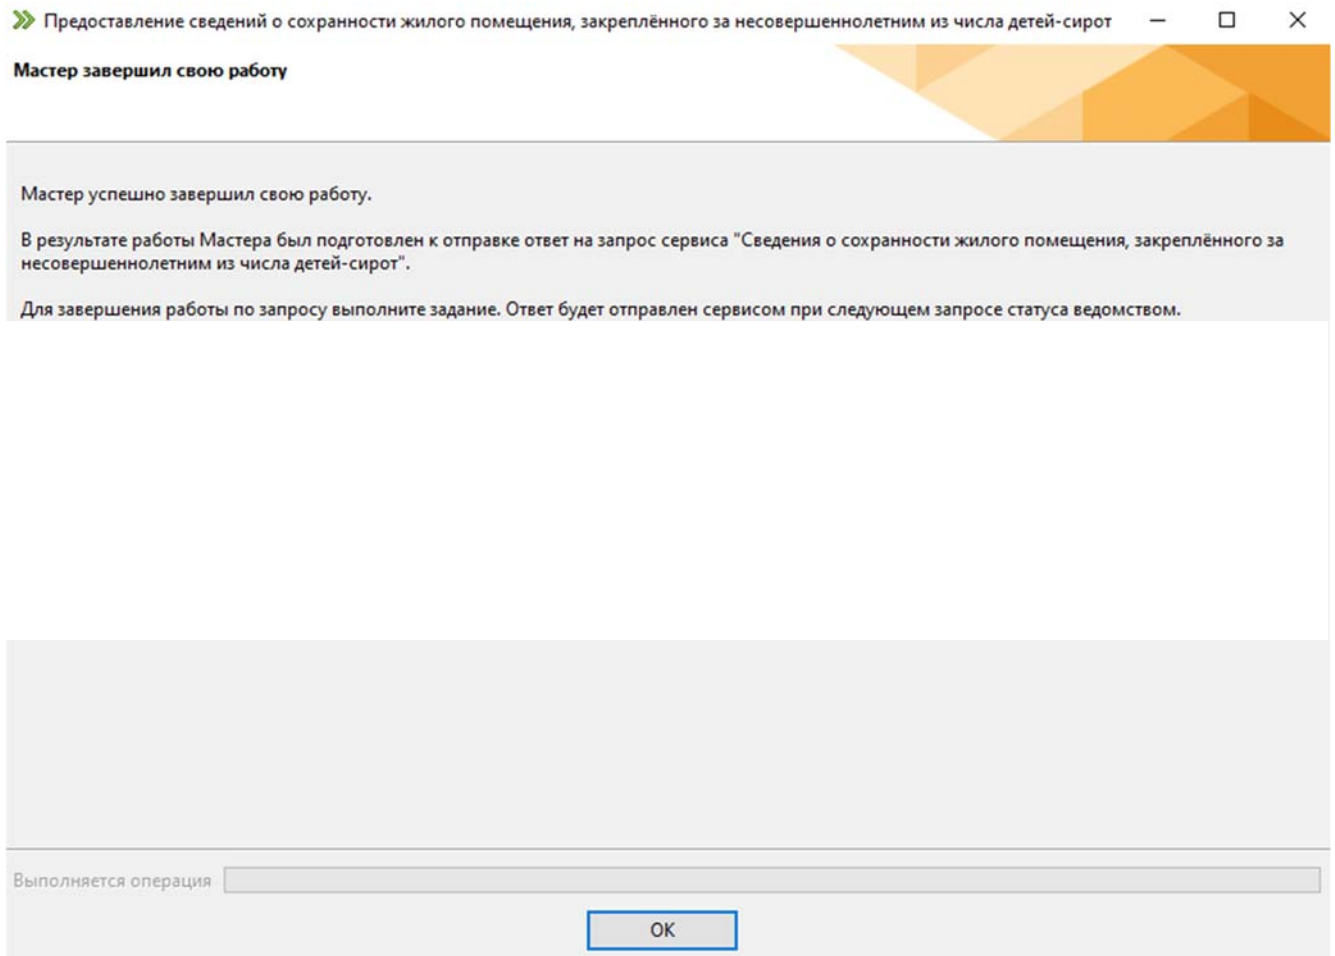 Предоставление сведений о сохранности жилого помещения, закреплённого за несовершеннолетним из числа детей-сирот
Мастер завершил свою работу
Мастер успешно завершил свою работу.
В результате работы Мастера был подготовлен к отправке ответ на запрос сервиса "Сведения о сохранности жилого помещения, закреплённого за
несовершеннолетним из числа детей-сирот".
Для завершения работы по запросу выполните задание. Ответ будет отправлен сервисом при следующем запросе статуса ведомством.
Выполняется операция
OK